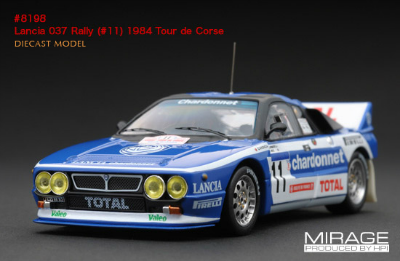 #8198
Lancia 037 Rally (#11) 1984 Tour de Corse
DIECAST MODEL
chardonnet
chardonnet
11
TOTAL
LANCIA
TOTAL
Valeo
Valeo
MIRAGE
PRODUCED BY HPI